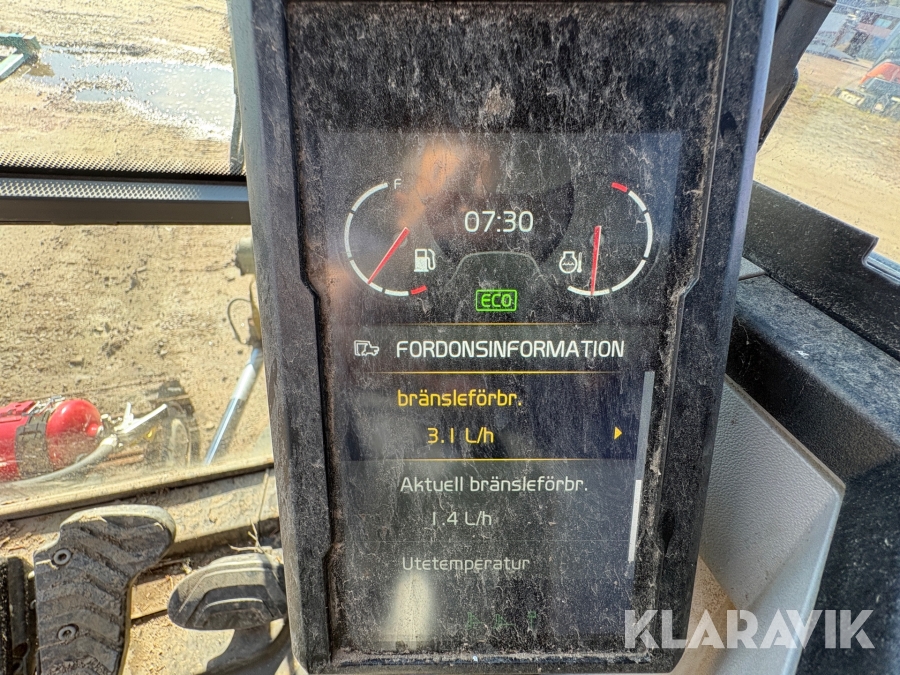 F
07:30
ECO
FORDONSINFORMATION
bränsleförbr.
3.1 L/h
Aktuell bränsleförbr.
1.4 L/h
Utetemperatur
KLARAVIK